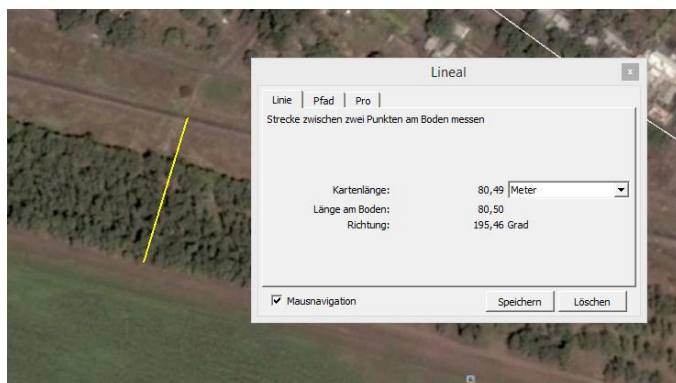 Lineal
x
Linie Pfad Pro
Strecke zwischen zwei Punkten am Boden messen
Kartenlänge: 80,49 Meter
Länge am Boden: 80,50
Richtung: 195,46 Grad
Mausnavigation Speichern Löschen